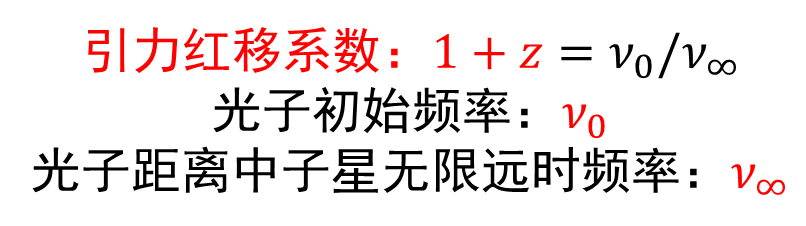 引力红移系数：1 + z = ν₀/ν∞
光子初始频率：ν₀
光子距离中子星无限远时频率：ν∞